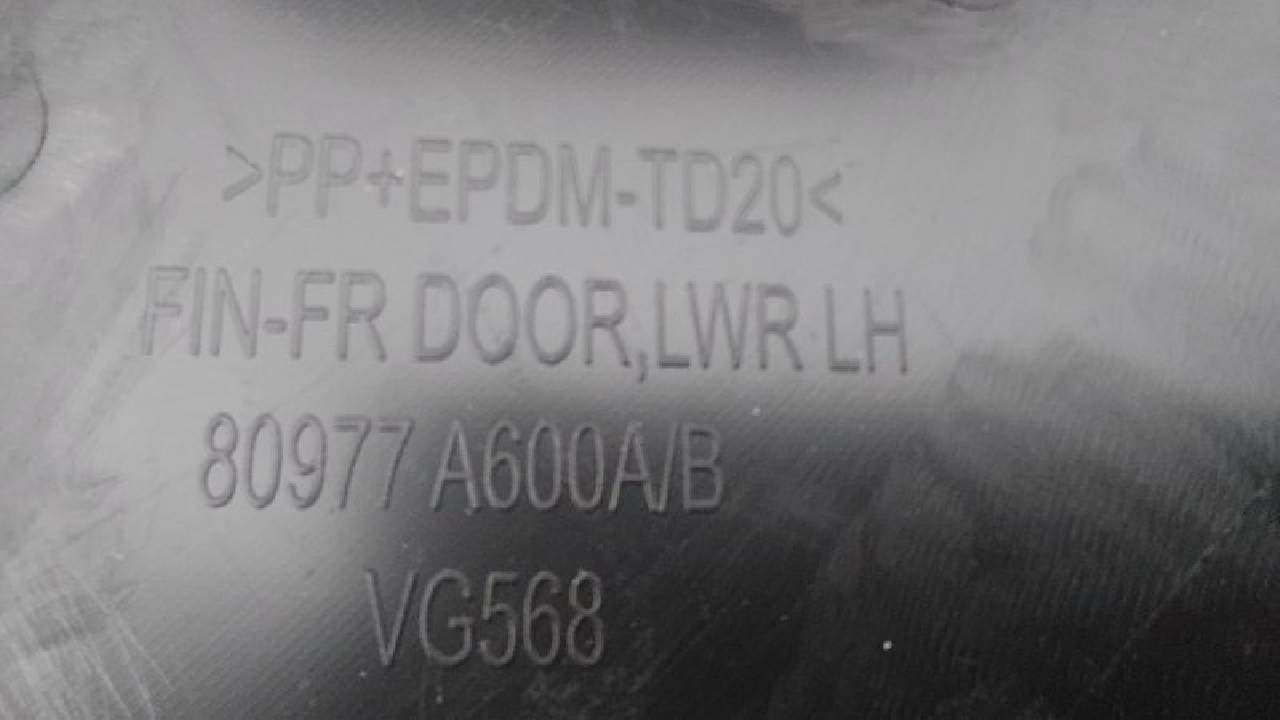 >PP+EPDM-TD20<
FIN-FR DOOR,LWR LH
80977 A600A/B
VG568